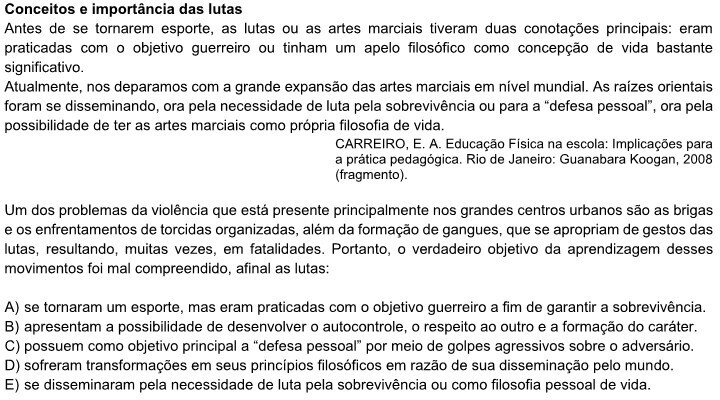 Conceitos e importância das lutas
Antes de se tornarem esporte, as lutas ou as artes marciais tiveram duas conotações principais: eram
praticadas com o objetivo guerreiro ou tinham um apelo filosófico como concepção de vida bastante
significativo.
Atualmente, nos deparamos com a grande expansão das artes marciais em nível mundial. As raízes orientais
foram se disseminando, ora pela necessidade de luta pela sobrevivência ou para a “defesa pessoal”, ora pela
possibilidade de ter as artes marciais como própria filosofia de vida.
CARREIRO, E. A. Educação Física na escola: Implicações para
a prática pedagógica. Rio de Janeiro: Guanabara Koogan, 2008
(fragmento).
Um dos problemas da violência que está presente principalmente nos grandes centros urbanos são as brigas
e os enfrentamentos de torcidas organizadas, além da formação de gangues, que se apropriam de gestos das
lutas, resultando, muitas vezes, em fatalidades. Portanto, o verdadeiro objetivo da aprendizagem desses
movimentos foi mal compreendido, afinal as lutas:
A) se tornaram um esporte, mas eram praticadas com o objetivo guerreiro a fim de garantir a sobrevivência.
B) apresentam a possibilidade de desenvolver o autocontrole, o respeito ao outro e a formação do caráter.
C) possuem como objetivo principal a “defesa pessoal” por meio de golpes agressivos sobre o adversário.
D) sofreram transformações em seus princípios filosóficos em razão de sua disseminação pelo mundo.
E) se disseminaram pela necessidade de luta pela sobrevivência ou como filosofia pessoal de vida.